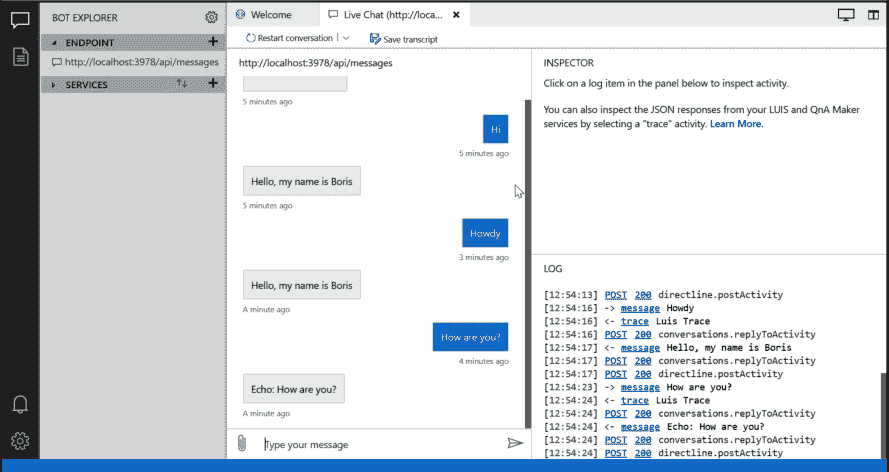 BOT EXPLORER
ENDPOINT
http://localhost:3978/api/messages
SERVICES
Welcome
Live Chat (http://loca...
Restart conversation
Save transcript
http://localhost:3978/api/messages
5 minutes ago
Hi
5 minutes ago
Hello, my name is Boris
5 minutes ago
Howdy
3 minutes ago
Hello, my name is Boris
A minute ago
How are you?
4 minutes ago
Echo: How are you?
A minute ago
Type your message
INSPECTOR
Click on a log item in the panel below to inspect activity.
You can also inspect the JSON responses from your LUIS and QnA Maker
services by selecting a "trace" activity. Learn More.
LOG
[12:54:13] POST 200 directline.postActivity
[12:54:16] -> message Howdy
[12:54:16] <- trace Luis Trace
[12:54:16] POST 200 conversations.replyToActivity
[12:54:17] <- message Hello, my name is Boris
[12:54:17] POST 200 conversations.replyToActivity
[12:54:17] POST 200 directline.postActivity
[12:54:23] -> message How are you?
[12:54:24] <- trace Luis Trace
[12:54:24] POST 200 conversations.replyToActivity
[12:54:24] <- message Echo: How are you?
[12:54:24] POST 200 conversations.replyToActivity
[12:54:24] POST 200 directline.postActivity